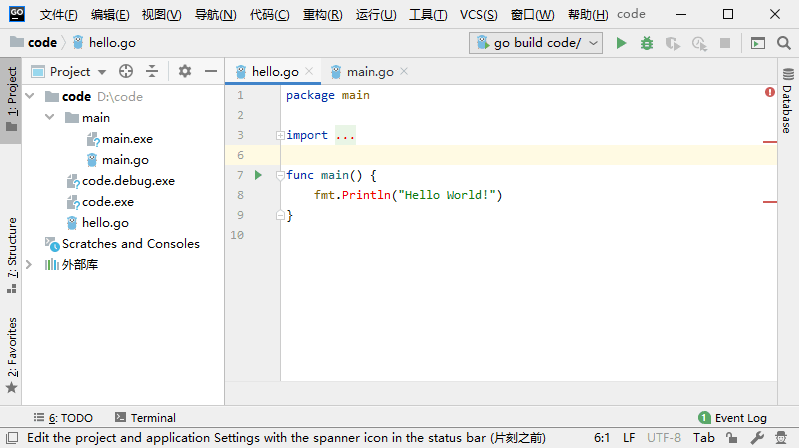 GO 文件(F) 编辑(E) 视图(V) 导航(N) 代码(C) 重构(R) 运行(U) 工具(T) VCS(S) 窗口(W) 帮助(H) code
code hello.go go build code/
1: Project
7: Structure
2: Favorites
Project
code D:\code
main
main.exe
main.go
code.debug.exe
code.exe
hello.go
Scratches and Consoles
外部库
hello.go main.go
1 package main
2
3 import ...
6
7 func main() {
8 fmt.Println("Hello World!")
9 }
10
Database
6: TODO Terminal 1 Event Log
Edit the project and application Settings with the spanner icon in the status bar (片刻之前) 6:1 LF UTF-8 Tab